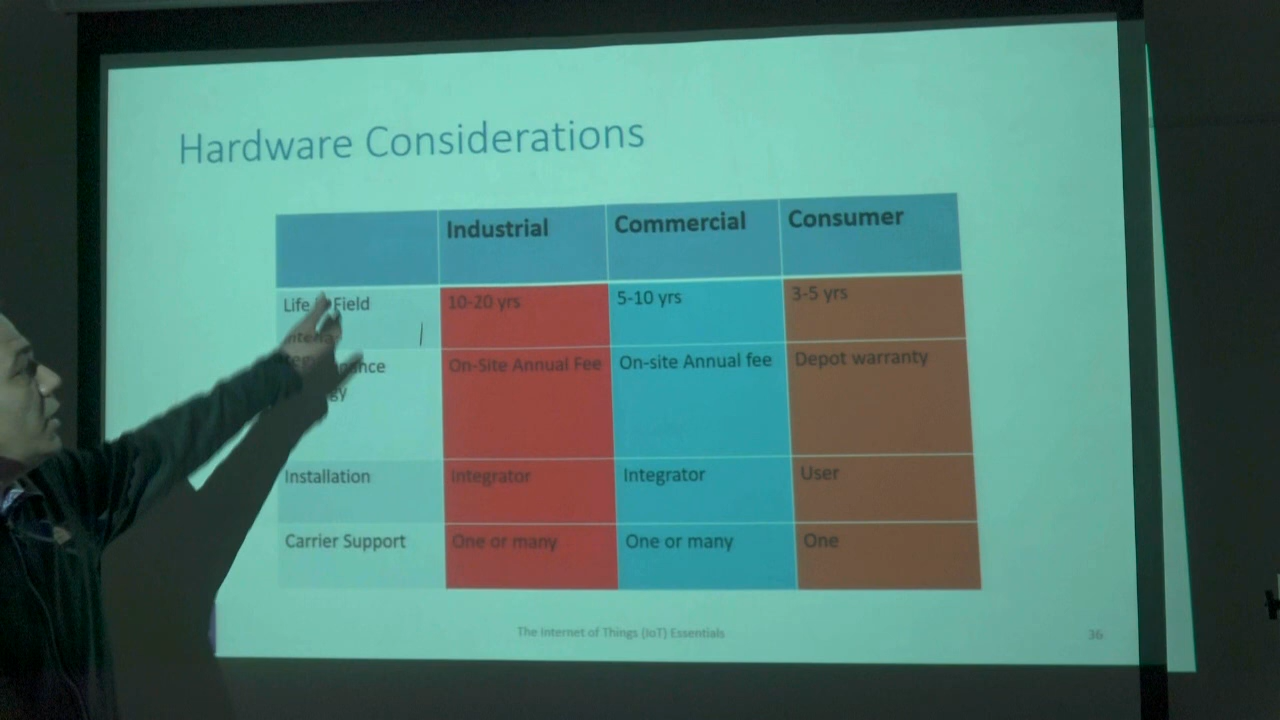 Hardware Considerations
Industrial Commercial Consumer
Life Field 10-20 yrs 5-10 yrs 3-5 yrs
On-Site Annual Fee On-site Annual fee Depot warranty
Installation Integrator Integrator User
Carrier Support One or many One or many One
The Internet of Things (IoT) Essentials 36